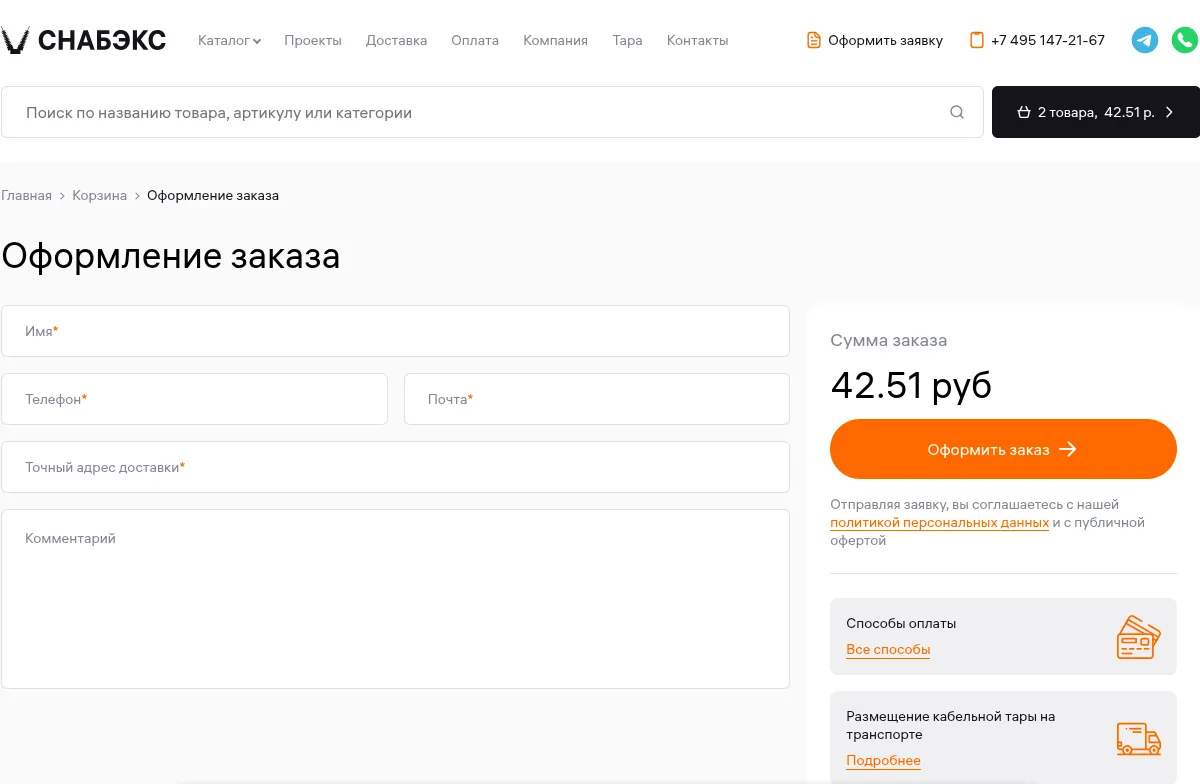 СНАБЭКС
Каталог Проекты Доставка Оплата Компания Тара Контакты
Оформить заявку
+7 495 147-21-67
Поиск по названию товара, артикулу или категории
2 товара, 42.51 р.
Главная > Корзина > Оформление заказа
Оформление заказа
Имя*
Телефон*
Почта*
Точный адрес доставки*
Комментарий
Сумма заказа
42.51 руб
Оформить заказ
Отправляя заявку, вы соглашаетесь с нашей
политикой персональных данных и с публичной
офертой
Способы оплаты
Все способы
Размещение кабельной тары на
транспорте
Подробнее